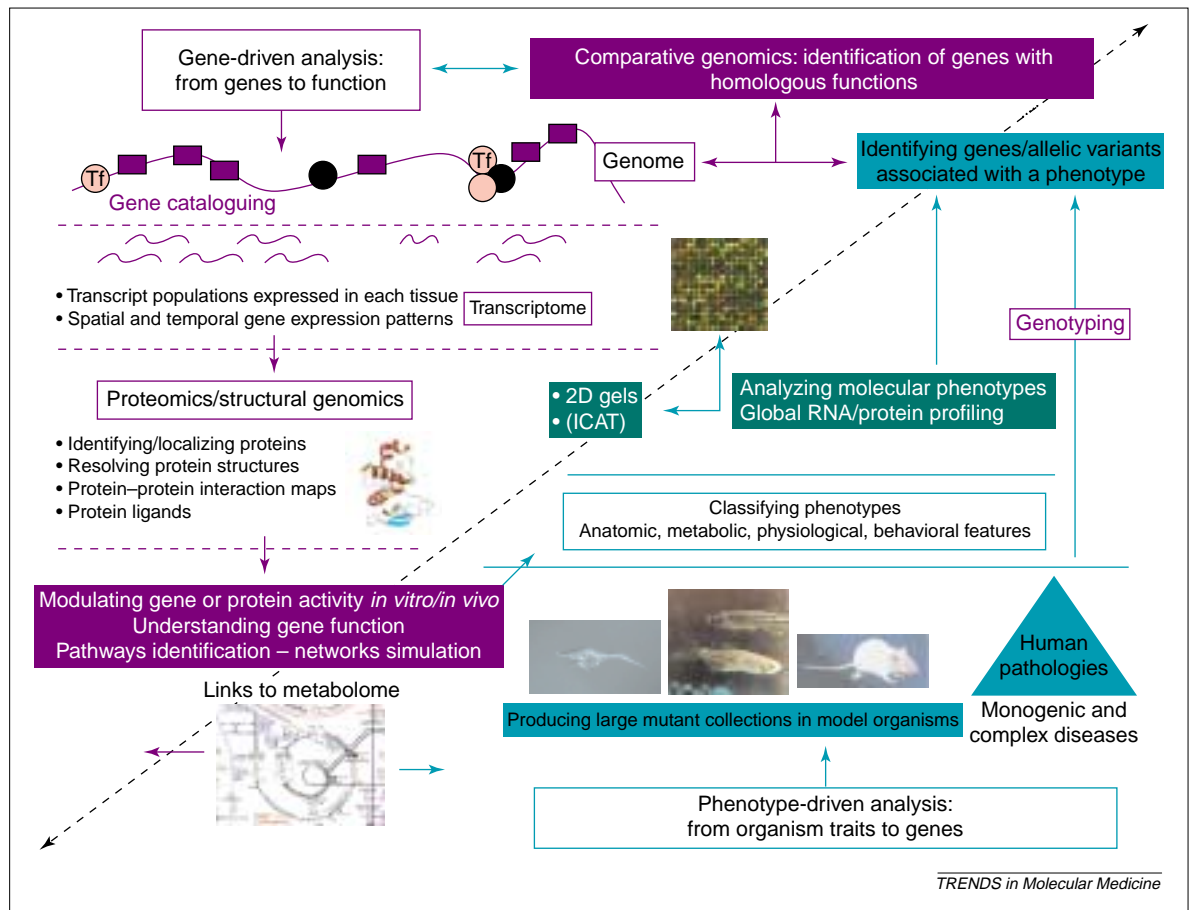 Gene-driven analysis:
from genes to function
Comparative genomics: identification of genes with
homologous functions
Tf
Tf
Genome
Identifying genes/allelic variants
associated with a phenotype
Gene cataloguing
• Transcript populations expressed in each tissue
• Spatial and temporal gene expression patterns
Transcriptome
Genotyping
Proteomics/structural genomics
• 2D gels
• (ICAT)
Analyzing molecular phenotypes
Global RNA/protein profiling
• Identifying/localizing proteins
• Resolving protein structures
• Protein–protein interaction maps
• Protein ligands
Classifying phenotypes
Anatomic, metabolic, physiological, behavioral features
Modulating gene or protein activity in vitro/in vivo
Understanding gene function
Pathways identification – networks simulation
Human
pathologies
Links to metabolome
Producing large mutant collections in model organisms
Monogenic and
complex diseases
Phenotype-driven analysis:
from organism traits to genes
TRENDS in Molecular Medicine